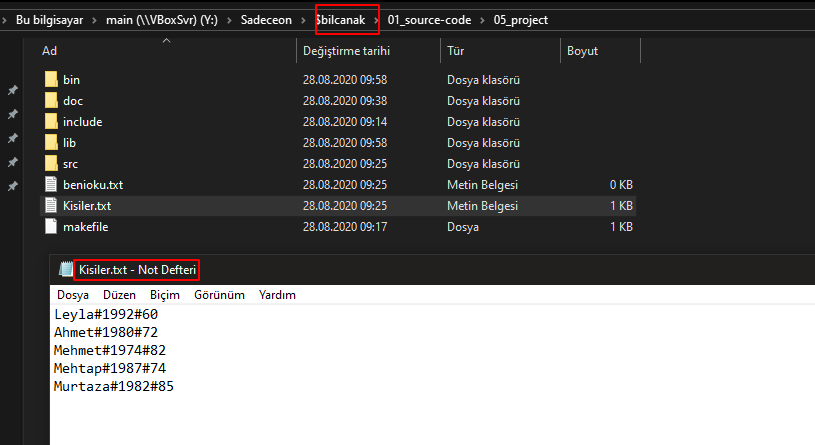 Bu bilgisayar > main (\\VBoxSvr) (Y:) > Sadeceon > $bilcanak > 01_source-code > 05_project
Ad Değiştirme tarihi Tür Boyut
bin 28.08.2020 09:58 Dosya klasörü
doc 28.08.2020 09:38 Dosya klasörü
include 28.08.2020 09:14 Dosya klasörü
lib 28.08.2020 09:58 Dosya klasörü
src 28.08.2020 09:25 Dosya klasörü
benioku.txt 28.08.2020 09:25 Metin Belgesi 0 KB
Kisiler.txt 28.08.2020 09:25 Metin Belgesi 1 KB
makefile 28.08.2020 09:17 Dosya 1 KB
Kisiler.txt - Not Defteri
Dosya Düzen Biçim Görünüm Yardım
Leyla#1992#60
Ahmet#1980#72
Mehmet#1974#82
Mehtap#1987#74
Murtaza#1982#85